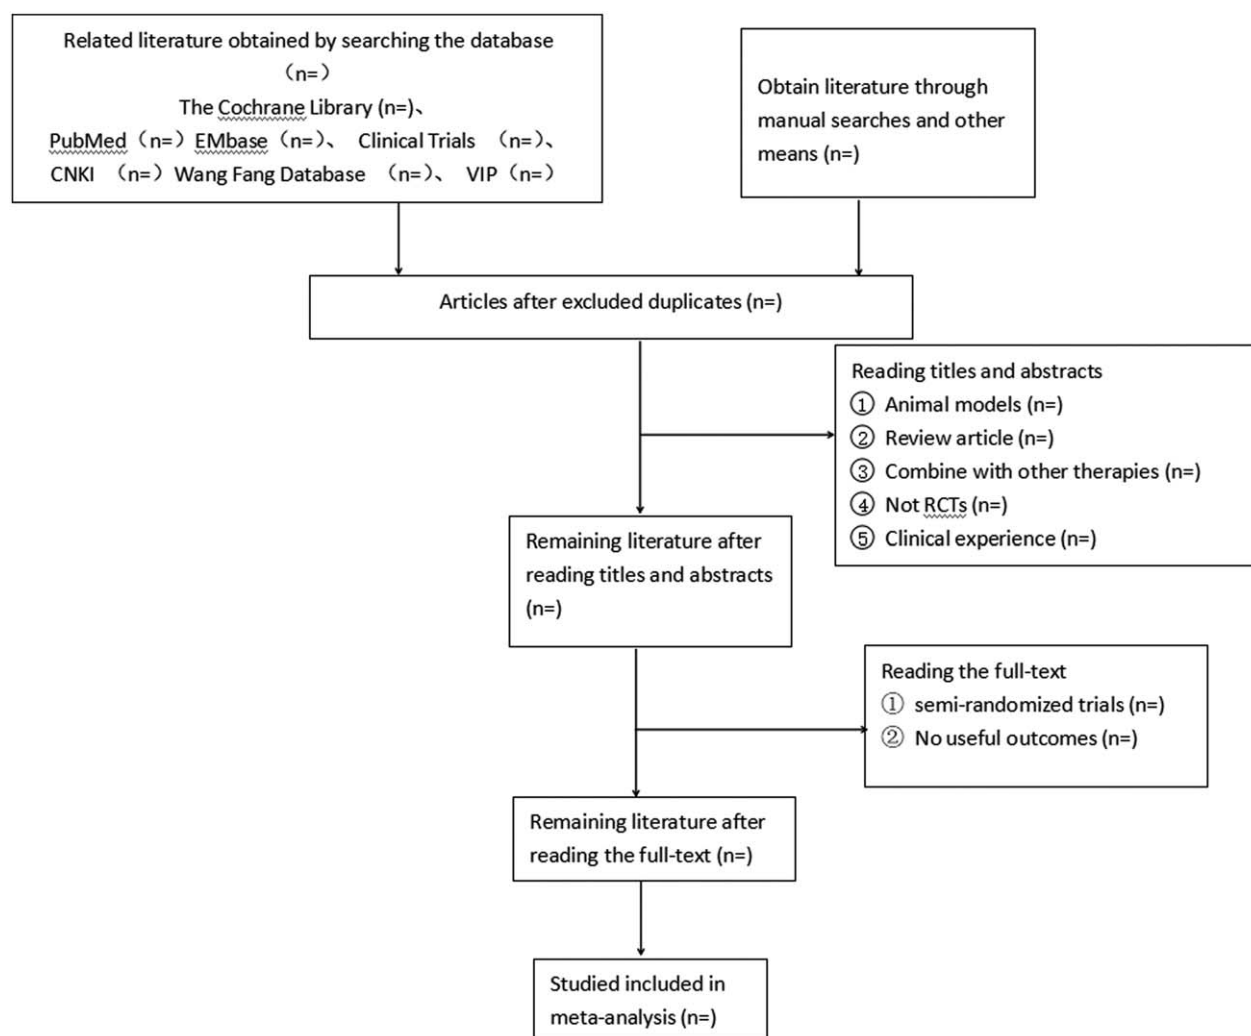 Related literature obtained by searching the database
（n=）
The Cochrane Library (n=)、
PubMed（n=）EMbase（n=）、 Clinical Trials （n=）、
CNKI （n=）Wang Fang Database （n=）、 VIP（n=）
Obtain literature through
manual searches and other
means (n=)
Articles after excluded duplicates (n=)
Reading titles and abstracts
① Animal models (n=)
② Review article (n=)
③ Combine with other therapies (n=)
④ Not RCTs (n=)
⑤ Clinical experience (n=)
Remaining literature after
reading titles and abstracts
(n=)
Reading the full-text
① semi-randomized trials (n=)
② No useful outcomes (n=)
Remaining literature after
reading the full-text (n=)
Studied included in
meta-analysis (n=)